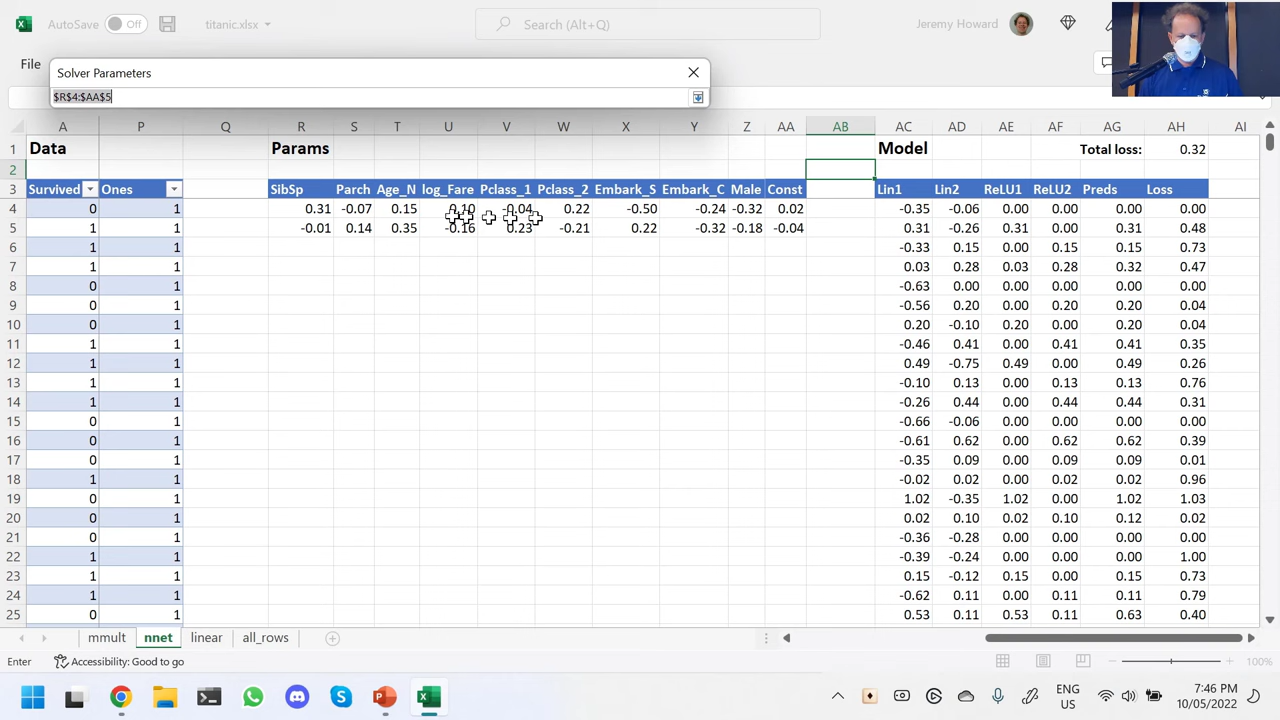 AutoSave Off titanic.xlsx Search (Alt+Q) Jeremy Howard
File
Solver Parameters
$R$4:$AA$5
A P Q R S T U V W X Y Z AA AB AC AD AE AF AG AH AI
1 Data Params Model Total loss: 0.32
2
3 Survived Ones SibSp Parch Age_N log_Fare Pclass_1 Pclass_2 Embark_S Embark_C Male Const Lin1 Lin2 ReLU1 ReLU2 Preds Loss
4 0 1 0.31 -0.07 0.15 0.10 -0.04 0.22 -0.50 -0.24 -0.32 0.02 -0.35 -0.06 0.00 0.00 0.00 0.00
5 1 1 -0.01 0.14 0.35 -0.16 0.23 -0.21 0.22 -0.32 -0.18 -0.04 0.31 -0.26 0.31 0.00 0.31 0.48
6 1 1 -0.33 0.15 0.00 0.15 0.15 0.73
7 1 1 0.03 0.28 0.03 0.28 0.32 0.47
8 0 1 -0.63 0.00 0.00 0.00 0.00 0.00
9 0 1 -0.56 0.20 0.00 0.20 0.20 0.04
10 0 1 0.20 -0.10 0.20 0.00 0.20 0.04
11 1 1 -0.46 0.41 0.00 0.41 0.41 0.35
12 1 1 0.49 -0.75 0.49 0.00 0.49 0.26
13 1 1 -0.10 0.13 0.00 0.13 0.13 0.76
14 1 1 -0.26 0.44 0.00 0.44 0.44 0.31
15 0 1 -0.66 -0.06 0.00 0.00 0.00 0.00
16 0 1 -0.61 0.62 0.00 0.62 0.62 0.39
17 0 1 -0.35 0.09 0.00 0.09 0.09 0.01
18 1 1 -0.02 0.02 0.00 0.02 0.02 0.96
19 0 1 1.02 -0.35 1.02 0.00 1.02 1.03
20 0 1 0.02 0.10 0.02 0.10 0.12 0.02
21 0 1 -0.36 -0.28 0.00 0.00 0.00 0.00
22 1 1 -0.39 -0.24 0.00 0.00 0.00 1.00
23 1 1 0.15 -0.12 0.15 0.00 0.15 0.73
24 1 1 -0.62 0.11 0.00 0.11 0.11 0.79
25 0 1 0.53 0.11 0.53 0.11 0.63 0.40
mmult nnet linear all_rows
Enter Accessibility: Good to go 100%
ENG
US
7:46 PM
10/05/2022